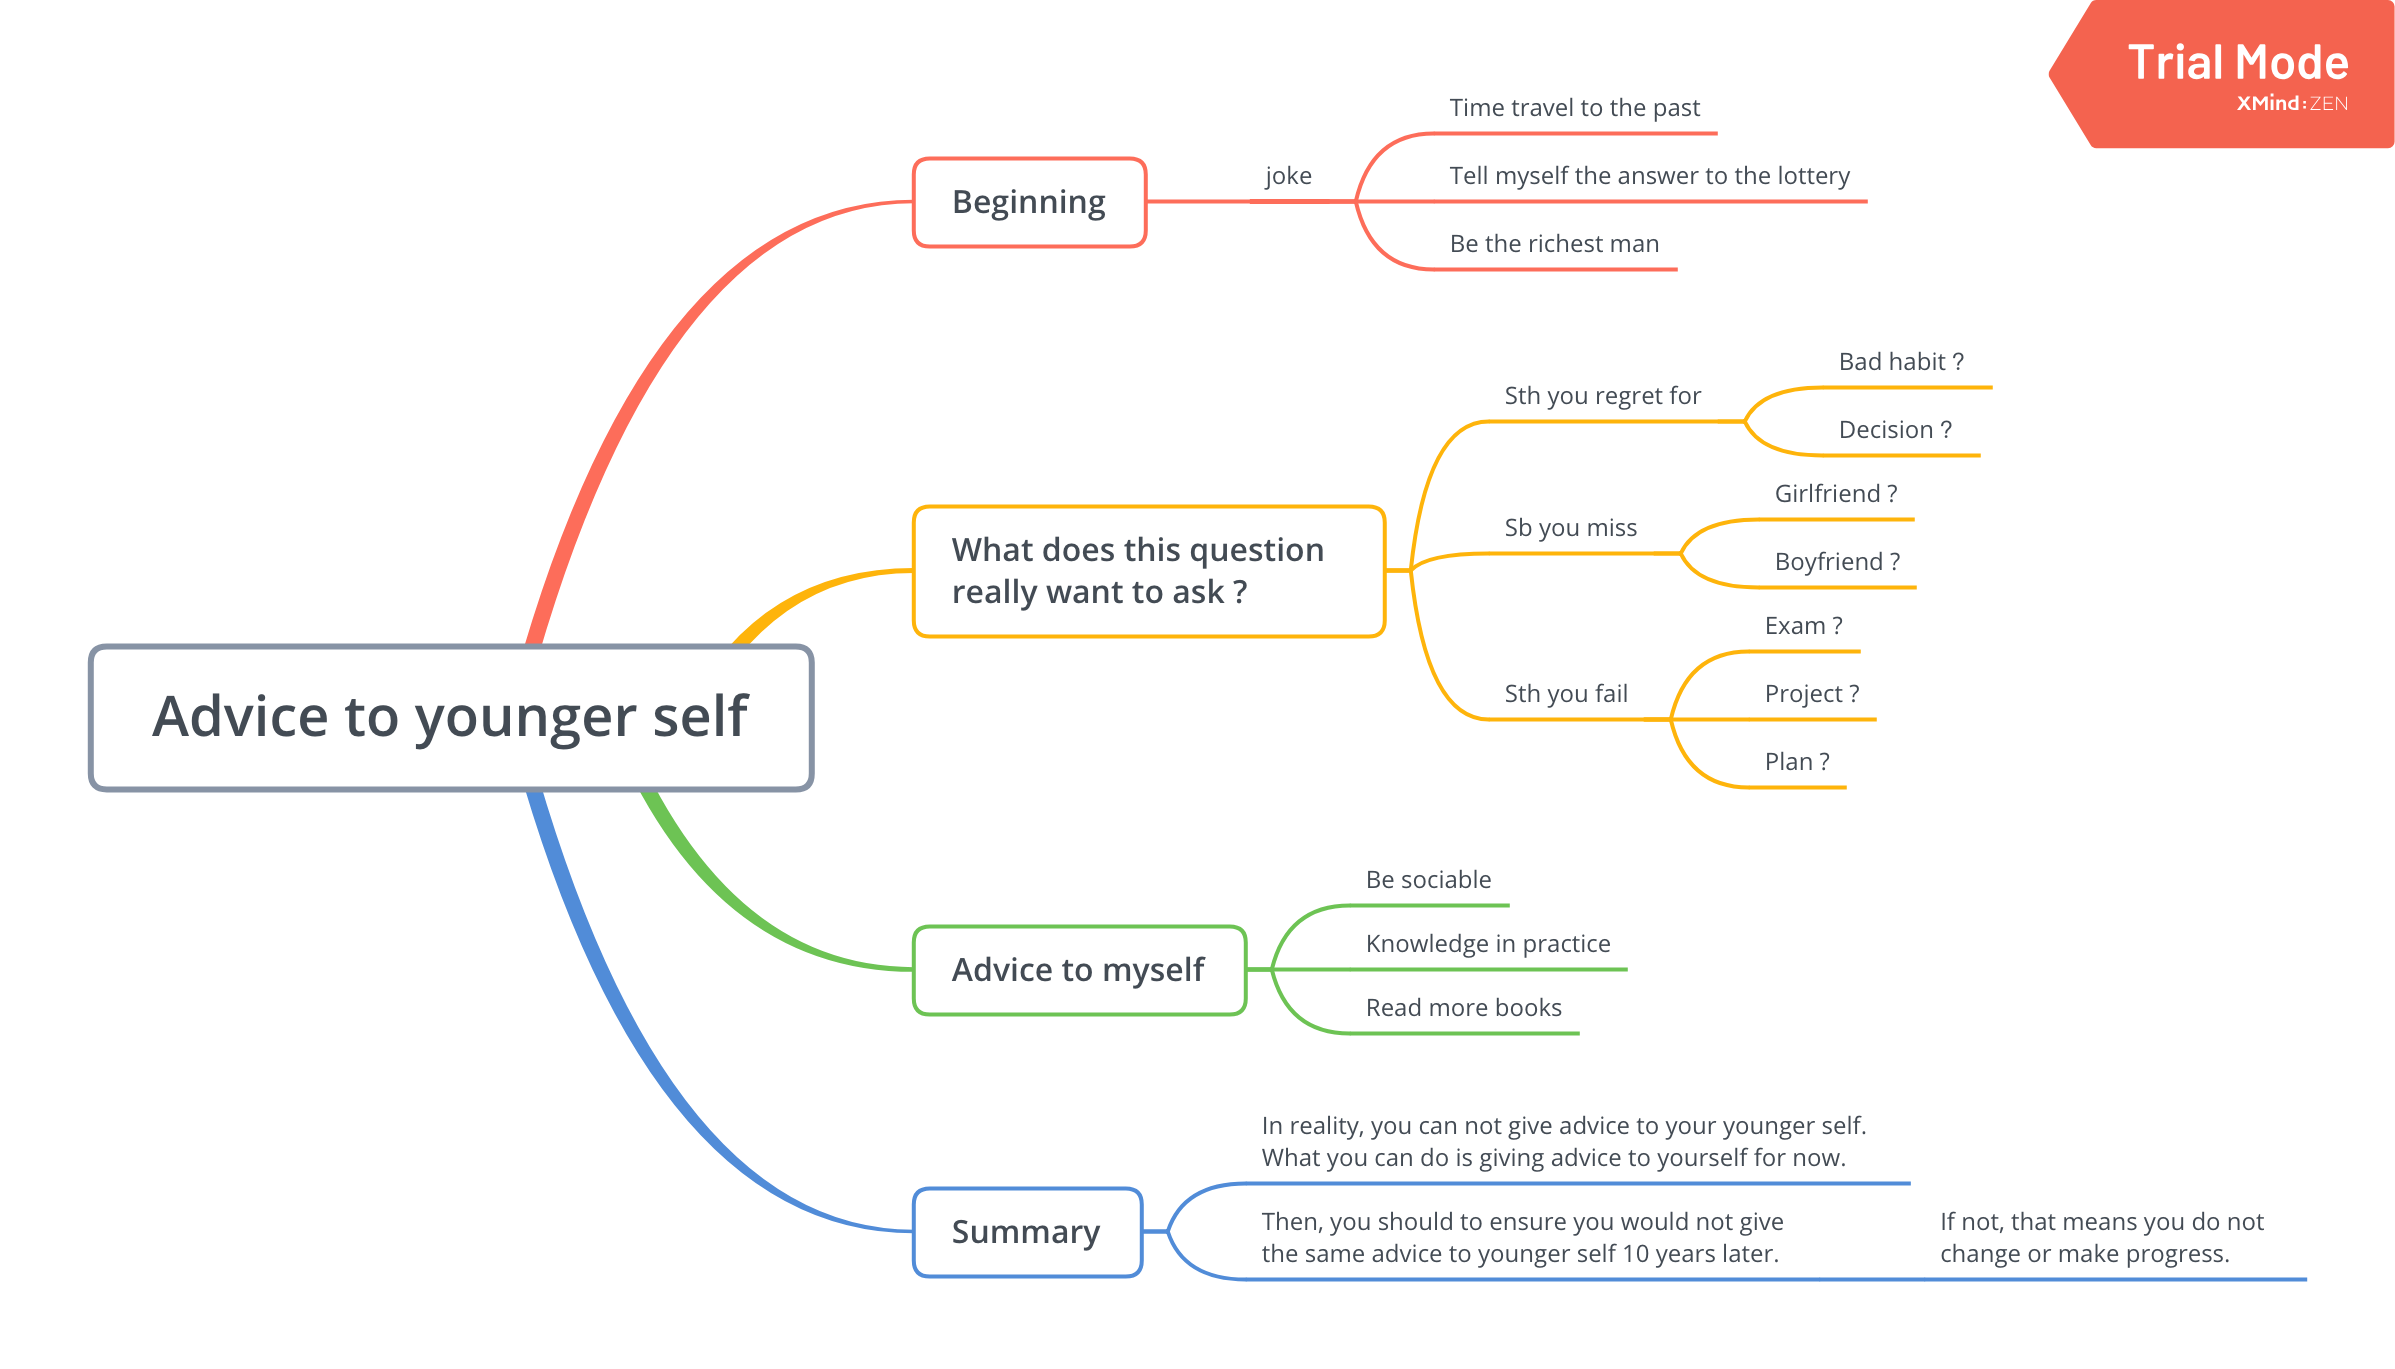 Trial Mode
XMind:ZEN
Advice to younger self
Beginning
joke
Time travel to the past
Tell myself the answer to the lottery
Be the richest man
What does this question
really want to ask ?
Sth you regret for
Bad habit ?
Decision ?
Sb you miss
Girlfriend ?
Boyfriend ?
Sth you fail
Exam ?
Project ?
Plan ?
Advice to myself
Be sociable
Knowledge in practice
Read more books
Summary
In reality, you can not give advice to your younger self.
What you can do is giving advice to yourself for now.
Then, you should to ensure you would not give
the same advice to younger self 10 years later.
If not, that means you do not
change or make progress.